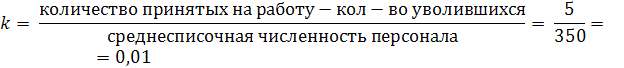 k = количество принятых на работу − кол − во уволившихся / среднесписочная численность персонала = 5 / 350 =
= 0,01